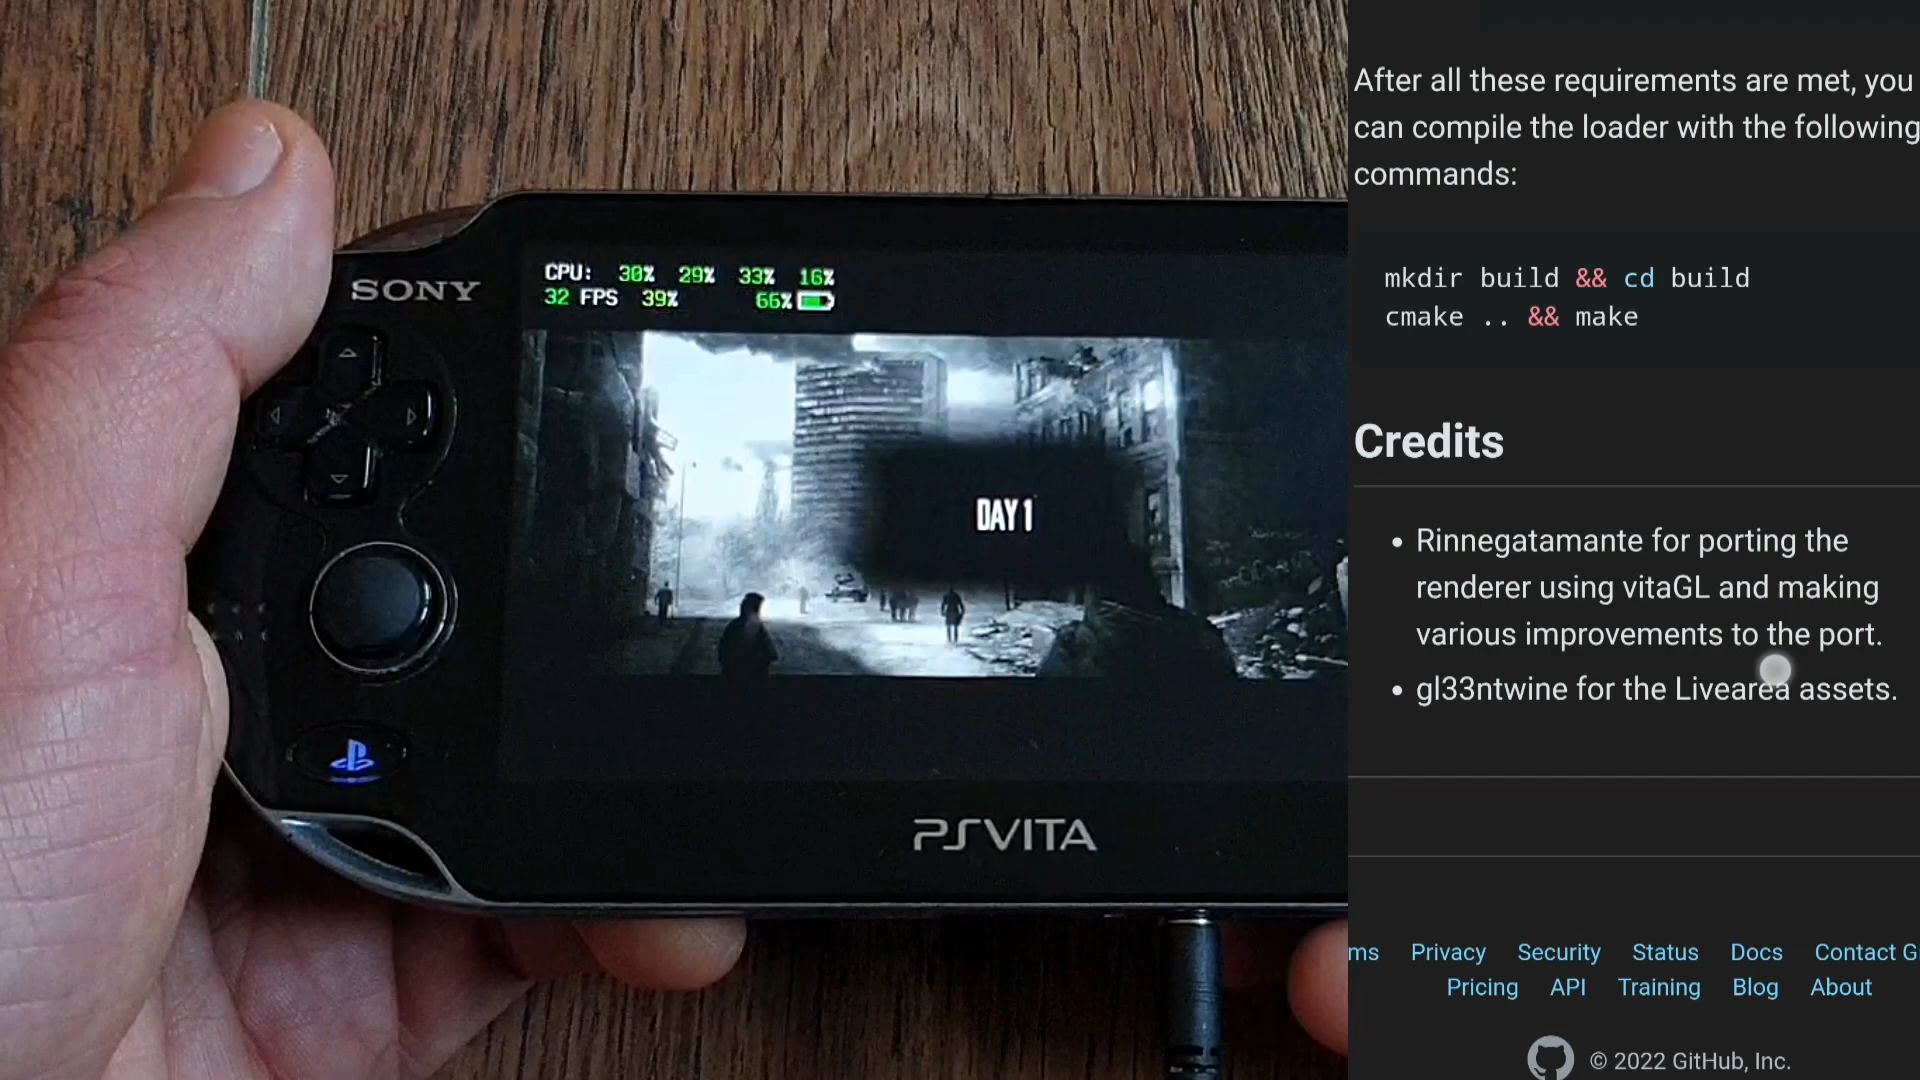 SONY
CPU: 30% 29% 33% 16%
32 FPS 39% 66%
DAY 1
PSVITA
After all these requirements are met, you
can compile the loader with the following
commands:
mkdir build && cd build
cmake .. && make
Credits
• Rinnegatamante for porting the
renderer using vitaGL and making
various improvements to the port.
• gl33ntwine for the Livearea assets.
ms Privacy Security Status Docs Contact G
Pricing API Training Blog About
© 2022 GitHub, Inc.